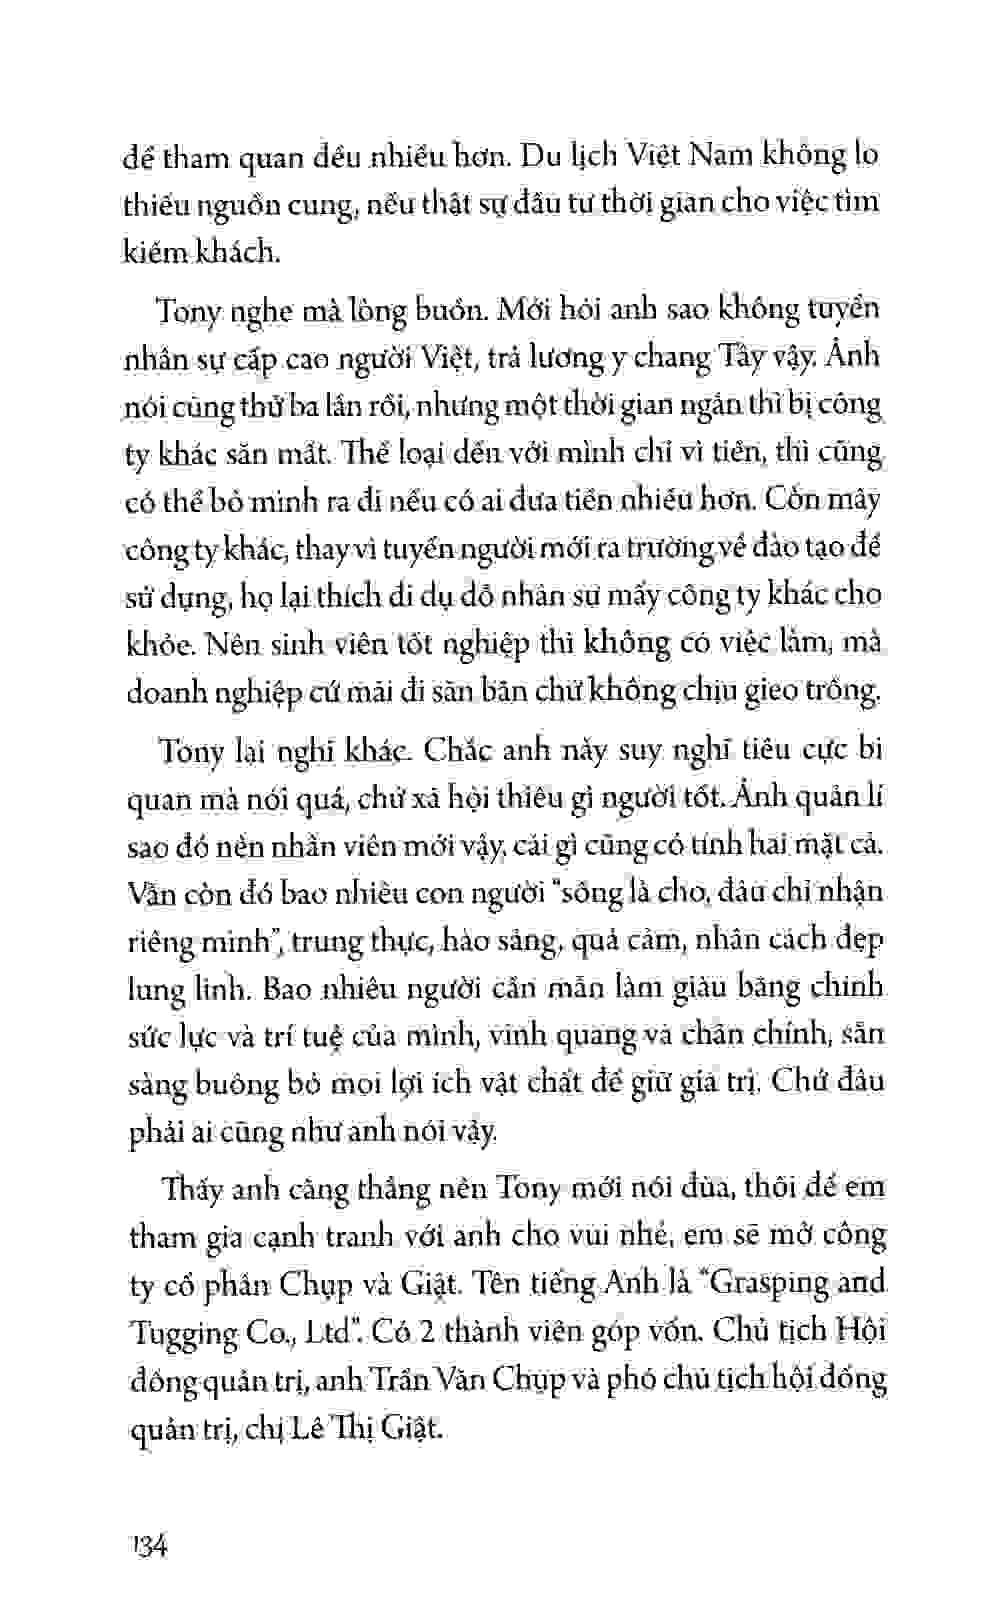 để tham quan đều nhiều hơn. Du lịch Việt Nam không lo
thiếu nguồn cung, nếu thật sự đầu tư thời gian cho việc tìm
kiếm khách.
Tony nghe mà lòng buồn. Mới hỏi anh sao không tuyển
nhân sự cấp cao người Việt, trả lương y chang Tây vậy. Ảnh
nói cũng thử ba lần rồi, nhưng một thời gian ngắn thì bị công
ty khác săn mất. Thể loại đến với mình chỉ vì tiền, thì cũng
có thể bỏ mình ra đi nếu có ai đưa tiền nhiều hơn. Còn mấy
công ty khác, thay vì tuyển người mới ra trường về đào tạo để
sử dụng, họ lại thích đi dụ dỗ nhân sự mấy công ty khác cho
khỏe. Nên sinh viên tốt nghiệp thì không có việc làm, mà
doanh nghiệp cứ mãi đi săn bắn chứ không chịu gieo trồng.
Tony lại nghĩ khác. Chắc anh này suy nghĩ tiêu cực bi
quan mà nói quá, chứ xã hội thiếu gì người tốt. Ảnh quản lí
sao đó nên nhân viên mới vậy, cái gì cũng có tính hai mặt cả.
Vẫn còn đó bao nhiêu con người "sống là cho, đâu chỉ nhận
riêng mình", trung thực, hào sảng, quả cảm, nhân cách đẹp
lung linh. Bao nhiêu người cần mẫn làm giàu bằng chính
sức lực và trí tuệ của mình, vinh quang và chân chính, sẵn
sàng buông bỏ mọi lợi ích vật chất để giữ giá trị. Chứ đâu
phải ai cũng như anh nói vậy.
Thấy anh căng thẳng nên Tony mới nói đùa, thôi để em
tham gia cạnh tranh với anh cho vui nhé, em sẽ mở công
ty cổ phần Chụp và Giật. Tên tiếng Anh là "Grasping and
Tugging Co., Ltd". Có 2 thành viên góp vốn. Chủ tịch Hội
đồng quản trị, anh Trần Văn Chụp và phó chủ tịch hội đồng
quản trị, chị Lê Thị Giật.
134